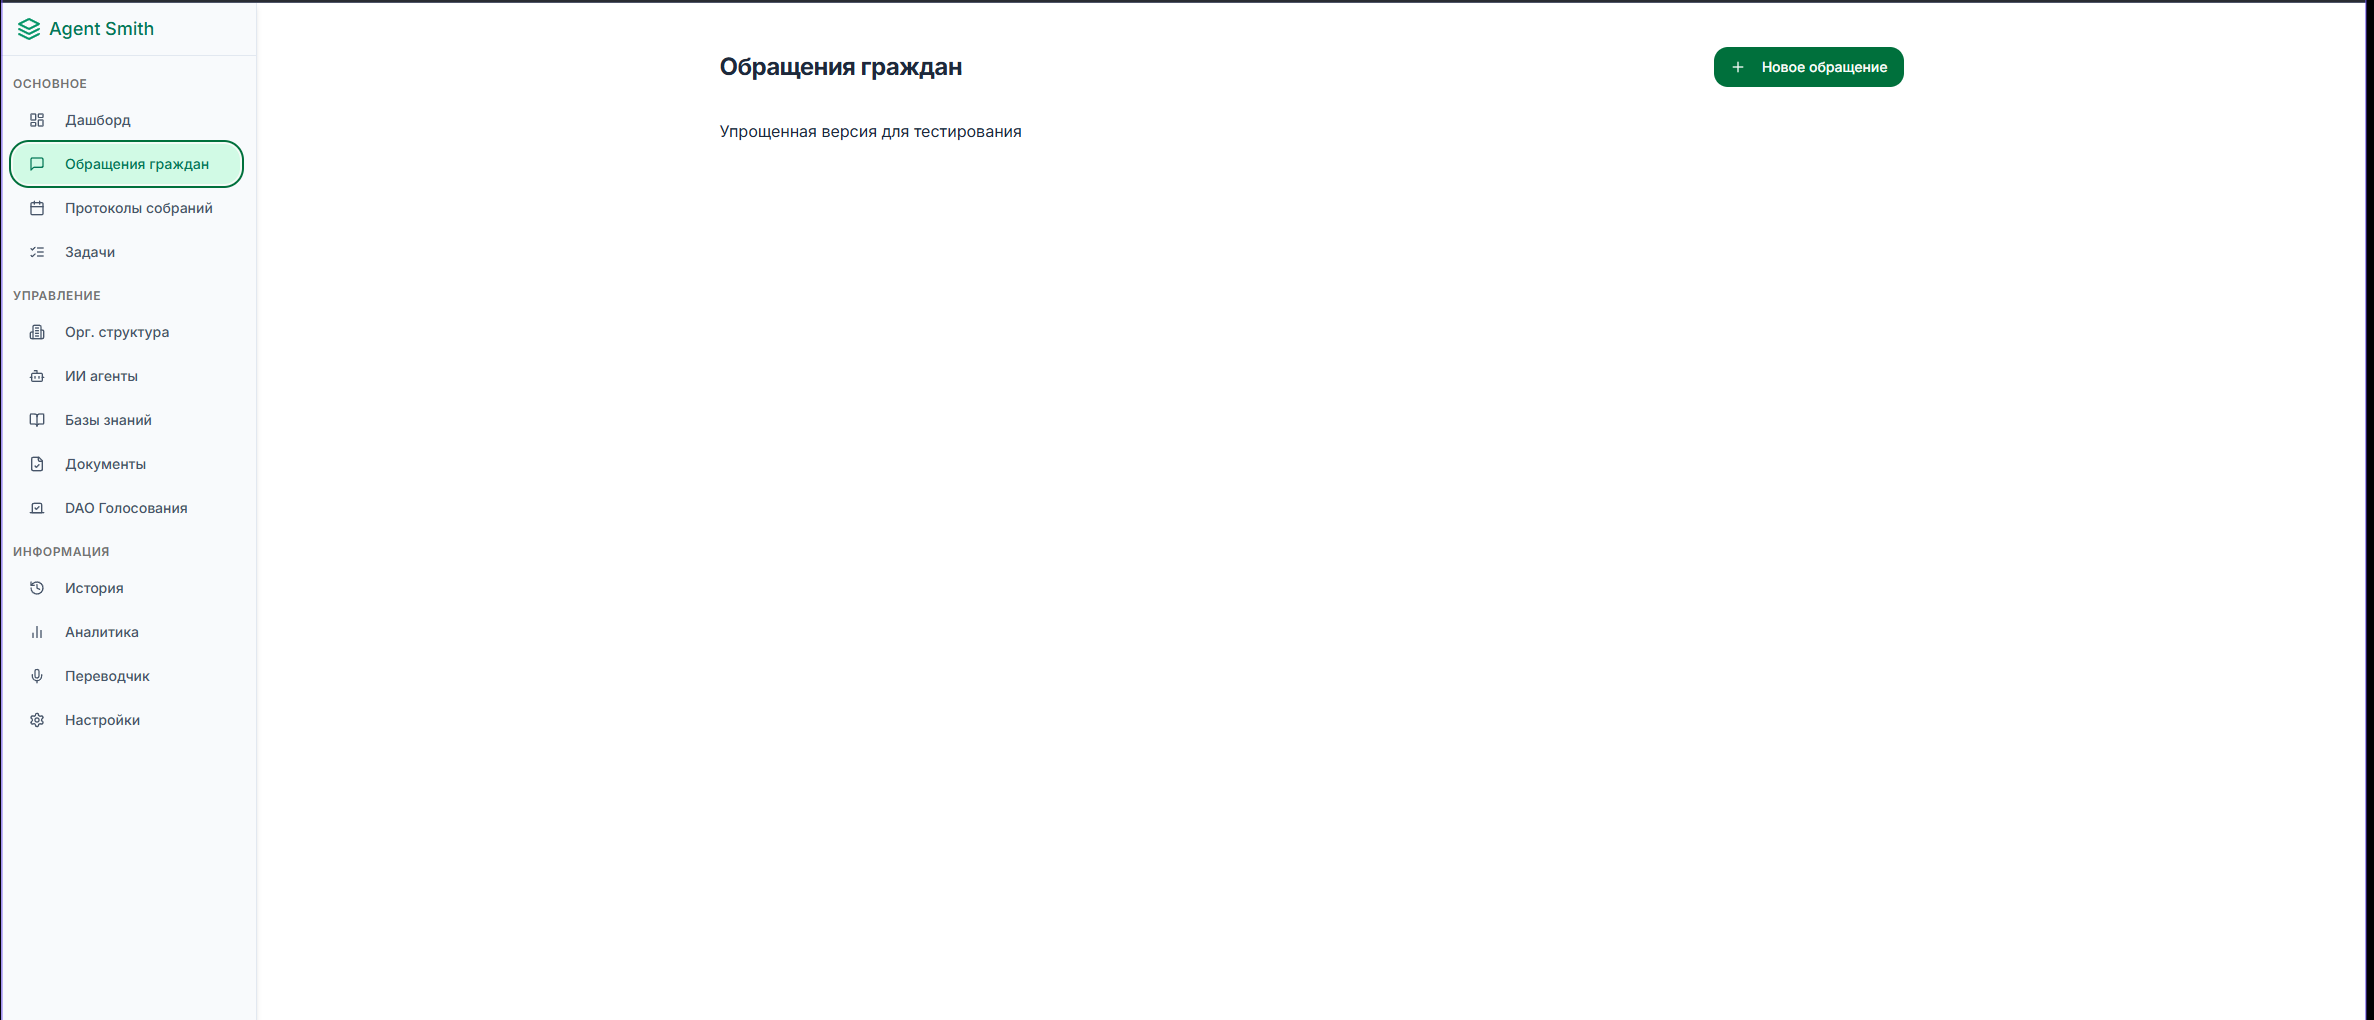 Agent Smith
ОСНОВНОЕ
Дашборд
Обращения граждан
Протоколы собраний
Задачи
УПРАВЛЕНИЕ
Орг. структура
ИИ агенты
Базы знаний
Документы
DAO Голосования
ИНФОРМАЦИЯ
История
Аналитика
Переводчик
Настройки
Обращения граждан
Новое обращение
Упрощенная версия для тестирования